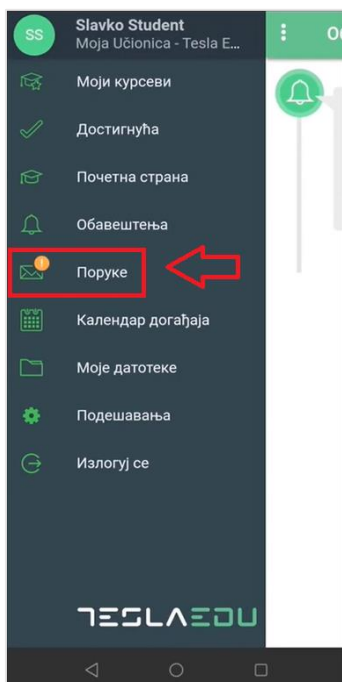 SS
Slavko Student
Moja Učionica - Tesla E...
Моји курсеви
Достигнућа
Почетна страна
Обавештења
Поруке
Календар догађаја
Моје датотеке
Подешавања
Излогуј се
TESLAEDU